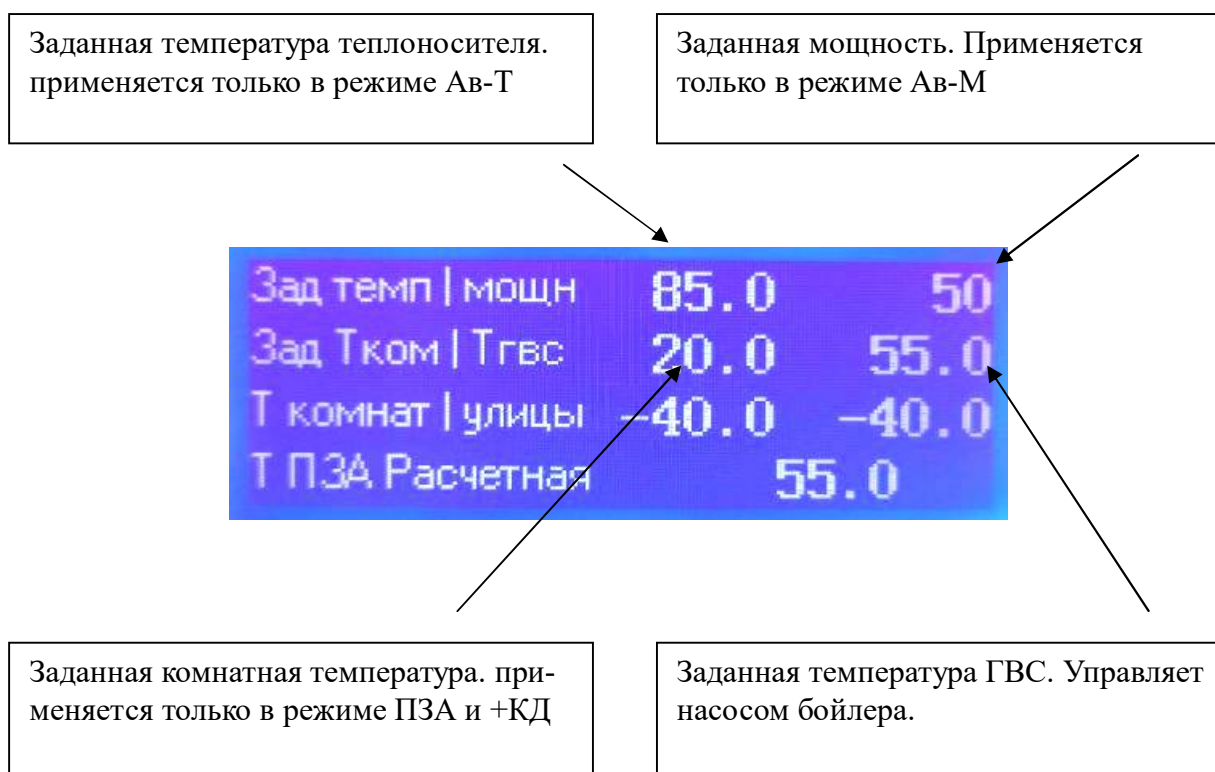 Заданная температура теплоносителя.
применяется только в режиме Ав-Т
Заданная мощность. Применяется
только в режиме Ав-М
Зад темп | мощн 85.0 50
Зад Тком | Тгвс 20.0 55.0
Т комнат | улицы -40.0 -40.0
Т ПЗА Расчетная 55.0
Заданная комнатная температура. при-
меняется только в режиме ПЗА и +КД
Заданная температура ГВС. Управляет
насосом бойлера.